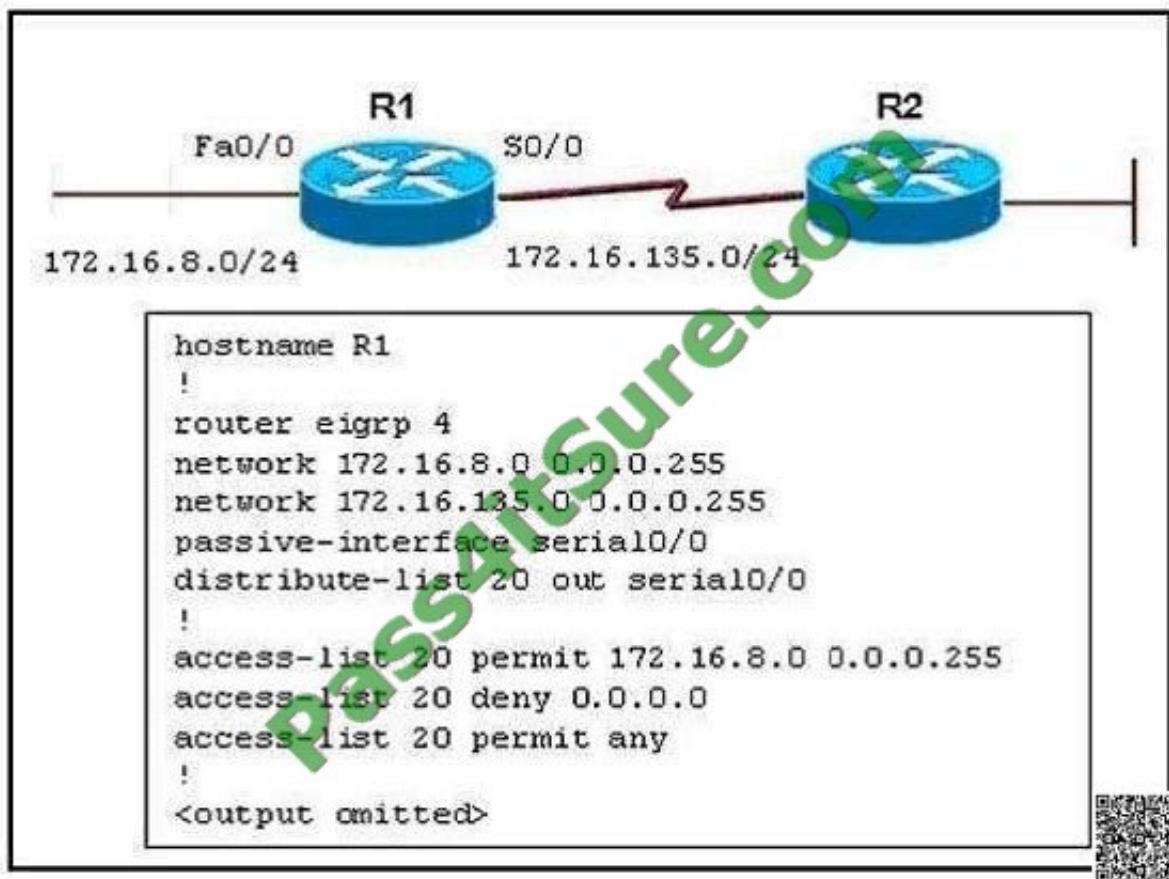 R1
R2
Fa0/0
S0/0
172.16.8.0/24
172.16.135.0/24
hostname R1
!
router eigrp 4
network 172.16.8.0 0.0.0.255
network 172.16.135.0 0.0.0.255
passive-interface serial0/0
distribute-list 20 out serial0/0
!
access-list 20 permit 172.16.8.0 0.0.0.255
access-list 20 deny 0.0.0.0
access-list 20 permit any
!
<output omitted>
Pass4itSure.com